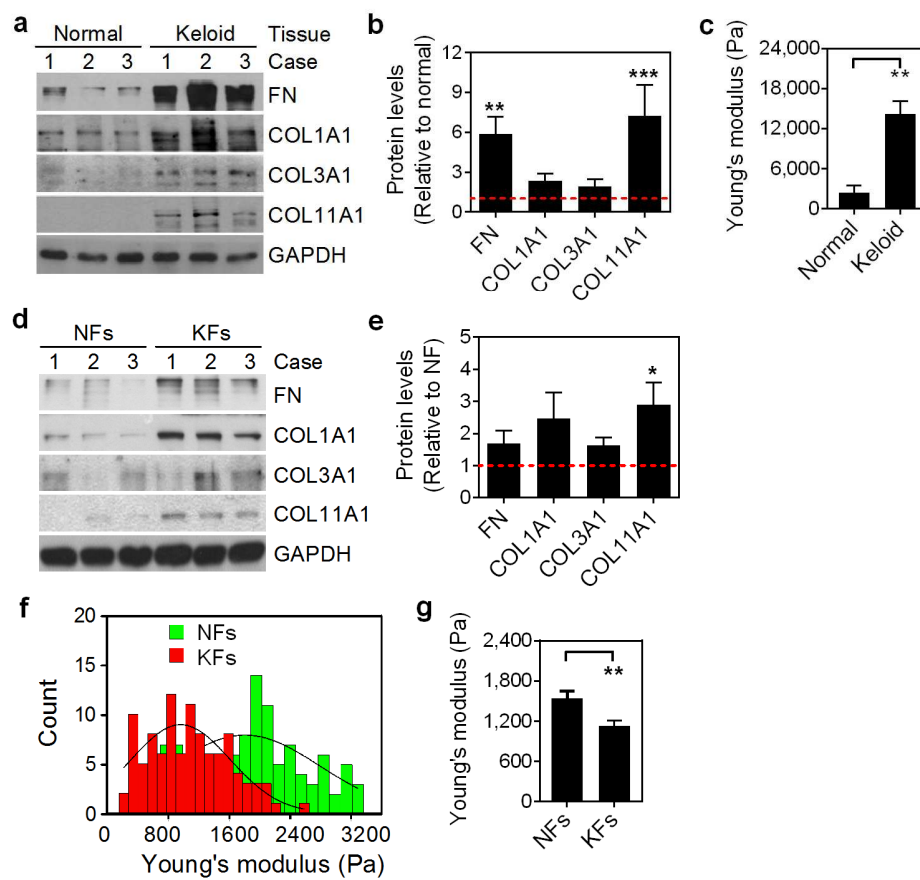 a
Normal Keloid Tissue
1 2 3 1 2 3 Case
FN
COL1A1
COL3A1
COL11A1
GAPDH
b
Protein levels
(Relative to normal)
12
9
6
3
0
** ***
FN COL1A1 COL3A1 COL11A1
c
Young's modulus (Pa)
24,000
18,000
12,000
6,000
0
**
Normal Keloid
d
NFs KFs
1 2 3 1 2 3 Case
FN
COL1A1
COL3A1
COL11A1
GAPDH
e
Protein levels
(Relative to NF)
5
4
3
2
1
0
*
FN COL1A1 COL3A1 COL11A1
f
Count
20
15
10
5
0
NFs
KFs
0 800 1600 2400 3200
Young's modulus (Pa)
g
Young's modulus (Pa)
2,400
1,800
1,200
600
0
**
NFs KFs